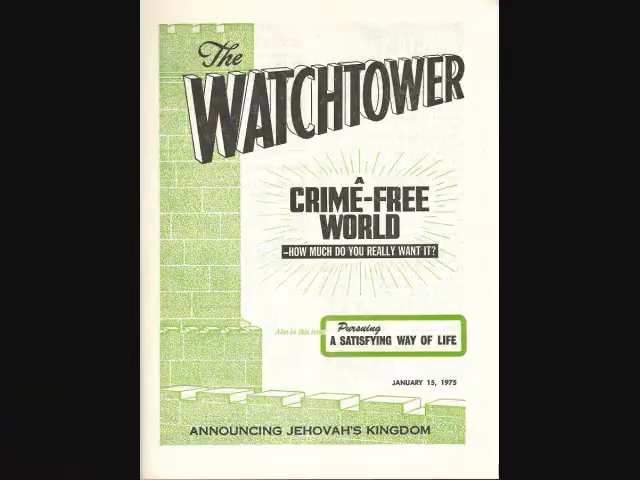 The
WATCHTOWER
A
CRIME-FREE
WORLD
—HOW MUCH DO YOU REALLY WANT IT?
Also in this issue
Pursuing
A SATISFYING WAY OF LIFE
JANUARY 15, 1975
ANNOUNCING JEHOVAH'S KINGDOM